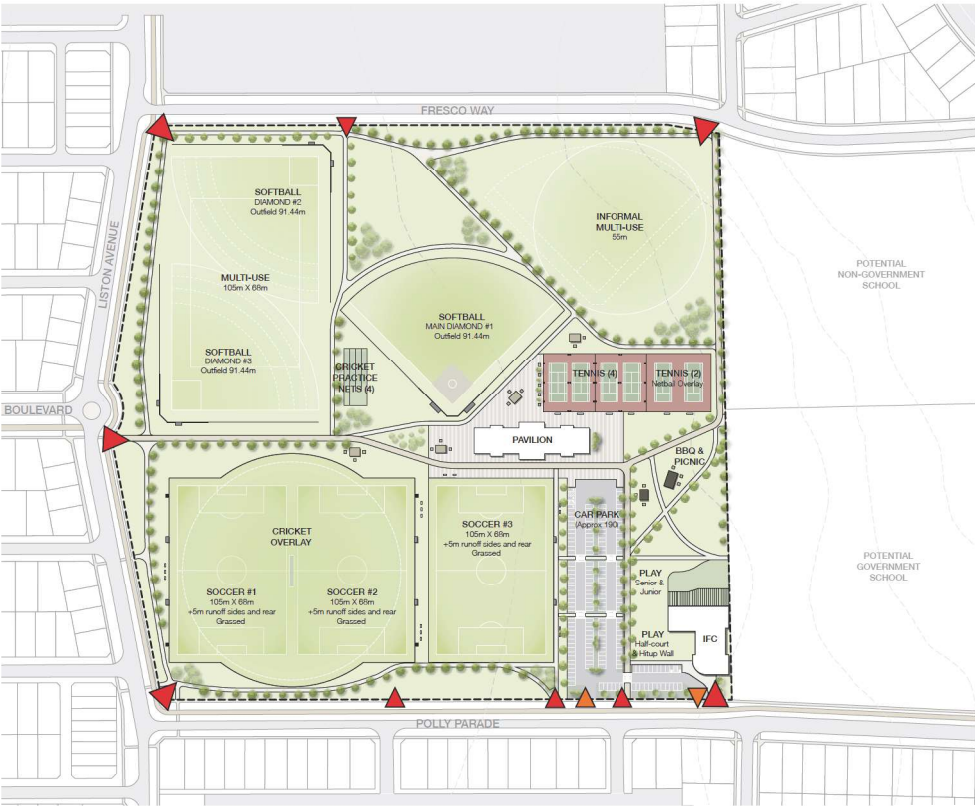 FRESCO WAY
SOFTBALL
DIAMOND #2
Outfield 91.44m
INFORMAL
MULTI-USE
55m
LISTON AVENUE
MULTI-USE
105m X 68m
POTENTIAL
NON-GOVERNMENT
SCHOOL
SOFTBALL
MAIN DIAMOND #1
Outfield 91.44m
SOFTBALL
DIAMOND #3
Outfield 91.44m
CRICKET
PRACTICE
NETS (4)
TENNIS (4)
TENNIS (2)
Netball Overlay
BOULEVARD
PAVILION
BBQ &
PICNIC
CAR PARK
(Approx 190)
CRICKET
OVERLAY
SOCCER #3
105m X 68m
+5m runoff sides and rear
Grassed
POTENTIAL
GOVERNMENT
SCHOOL
PLAY
Senior &
Junior
SOCCER #1
105m X 68m
+5m runoff sides and rear
Grassed
SOCCER #2
105m X 68m
+5m runoff sides and rear
Grassed
PLAY
Half-court
& Hitup Wall
IFC
POLLY PARADE